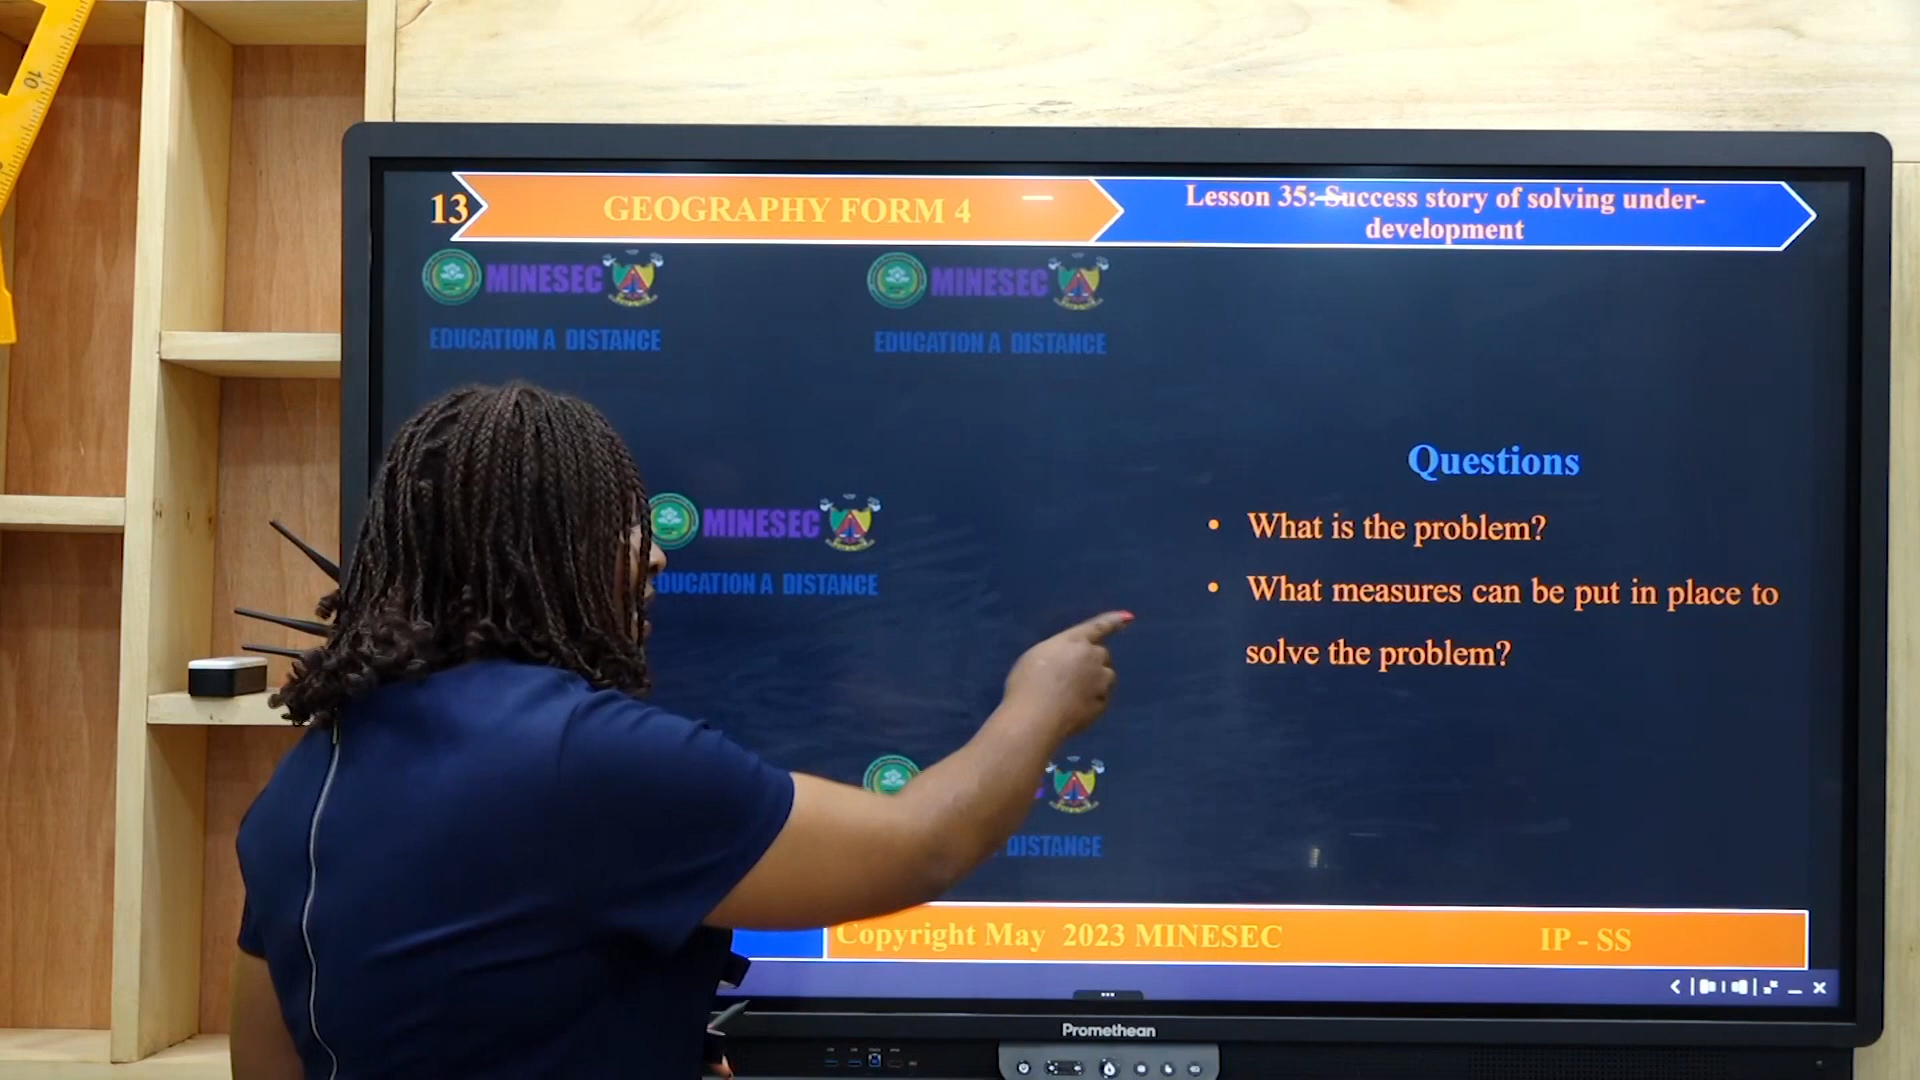 13
GEOGRAPHY FORM 4
Lesson 35: Success story of solving under-
development
MINESEC
EDUCATION A DISTANCE
MINESEC
EDUCATION A DISTANCE
Questions
• What is the problem?
• What measures can be put in place to
solve the problem?
MINESEC
DUCATION A DISTANCE
DISTANCE
Copyright May 2023 MINESEC
IP - SS
Promethean
10